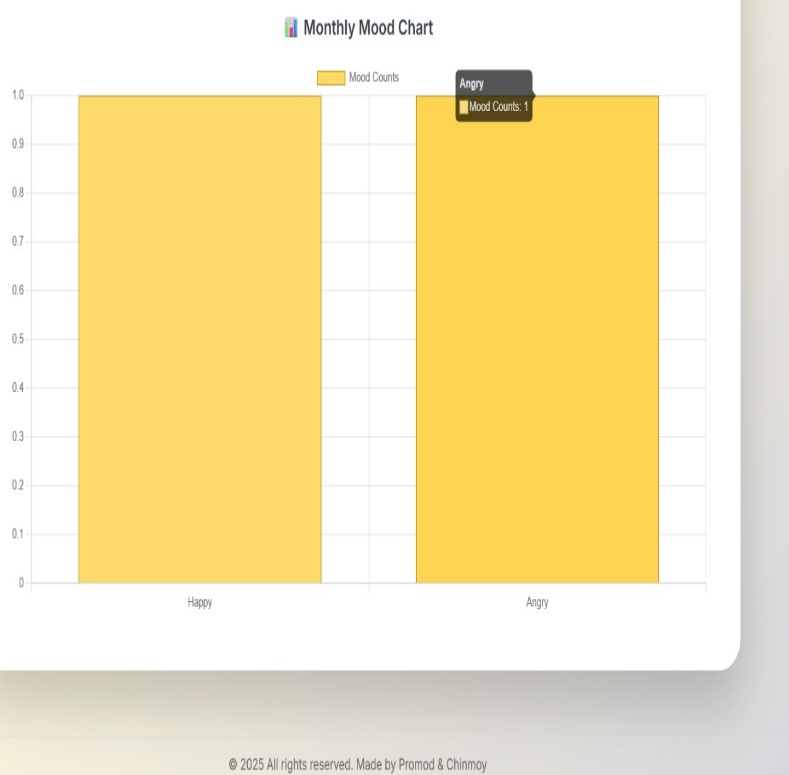 📊 Monthly Mood Chart
Mood Counts
Angry
Mood Counts: 1
1.0
0.9
0.8
0.7
0.6
0.5
0.4
0.3
0.2
0.1
0
Happy Angry
© 2025 All rights reserved. Made by Promod & Chinmoy